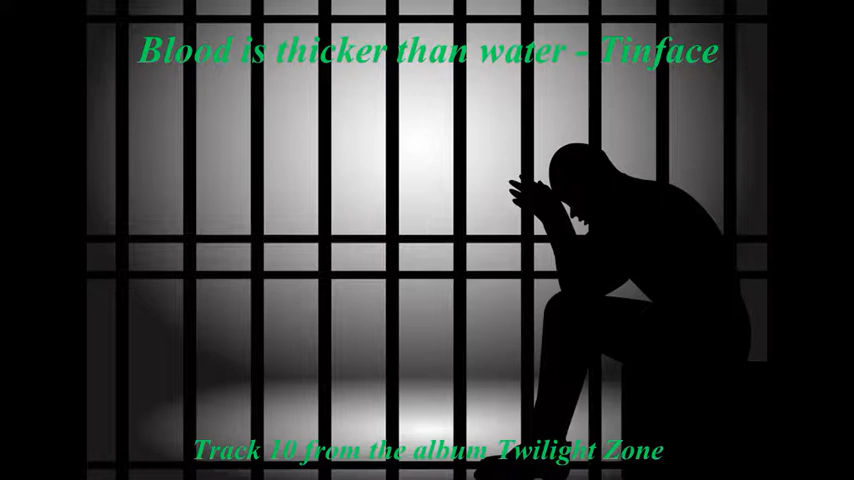 Blood is thicker than water - Tinface
Track 10 from the album Twilight Zone